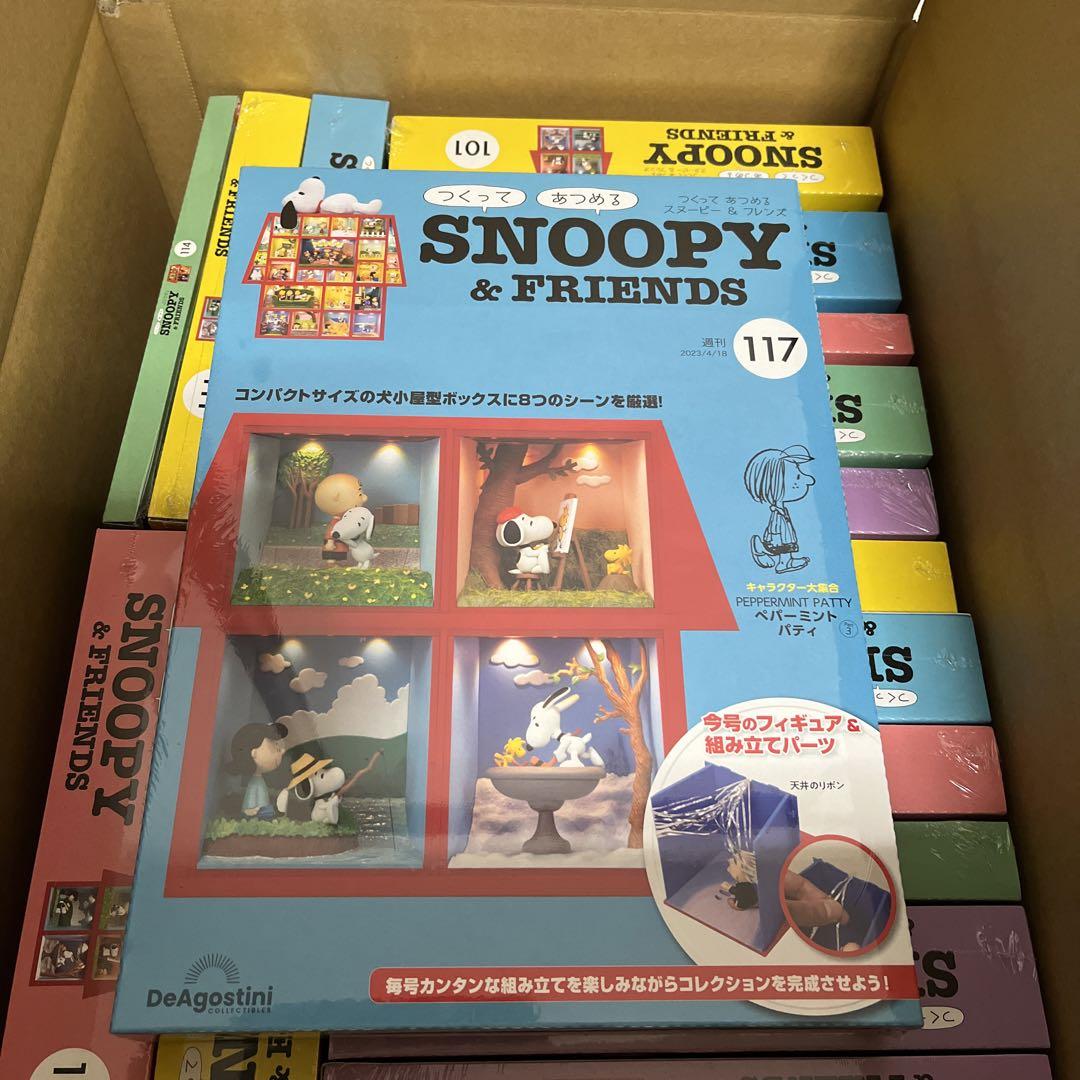 101
SNOOPY
& FRIENDS
S
& FRIENDS
114
SNOOPY
& FRIENDS
つくって あつめる
つくって あつめる
スヌーピー & フレンズ
SNOOPY
& FRIENDS
週刊
2023/4/18
117
コンパクトサイズの犬小屋型ボックスに8つのシーンを厳選!
キャラクター大集合
PEPPERMINT PATTY
ペパーミント
パティ
Part 3
今号のフィギュア&
組み立てパーツ
天井のリボン
毎号カンタンな組み立てを楽しみながらコレクションを完成させよう!
DeAgostini
COLLECTIBLES
SNOOPY
& FRIENDS